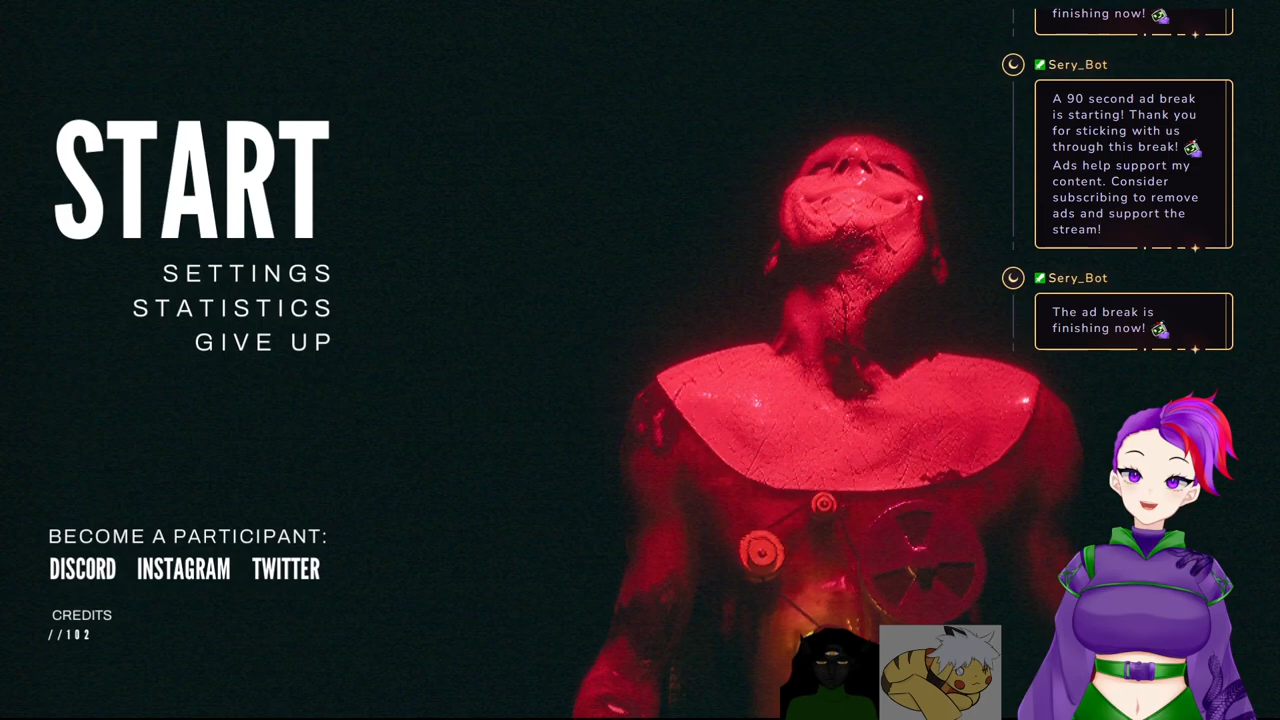 START
SETTINGS
STATISTICS
GIVE UP
BECOME A PARTICIPANT:
DISCORD INSTAGRAM TWITTER
CREDITS
//102
finishing now!
Sery_Bot
A 90 second ad break
is starting! Thank you
for sticking with us
through this break!
Ads help support my
content. Consider
subscribing to remove
ads and support the
stream!
Sery_Bot
The ad break is
finishing now!